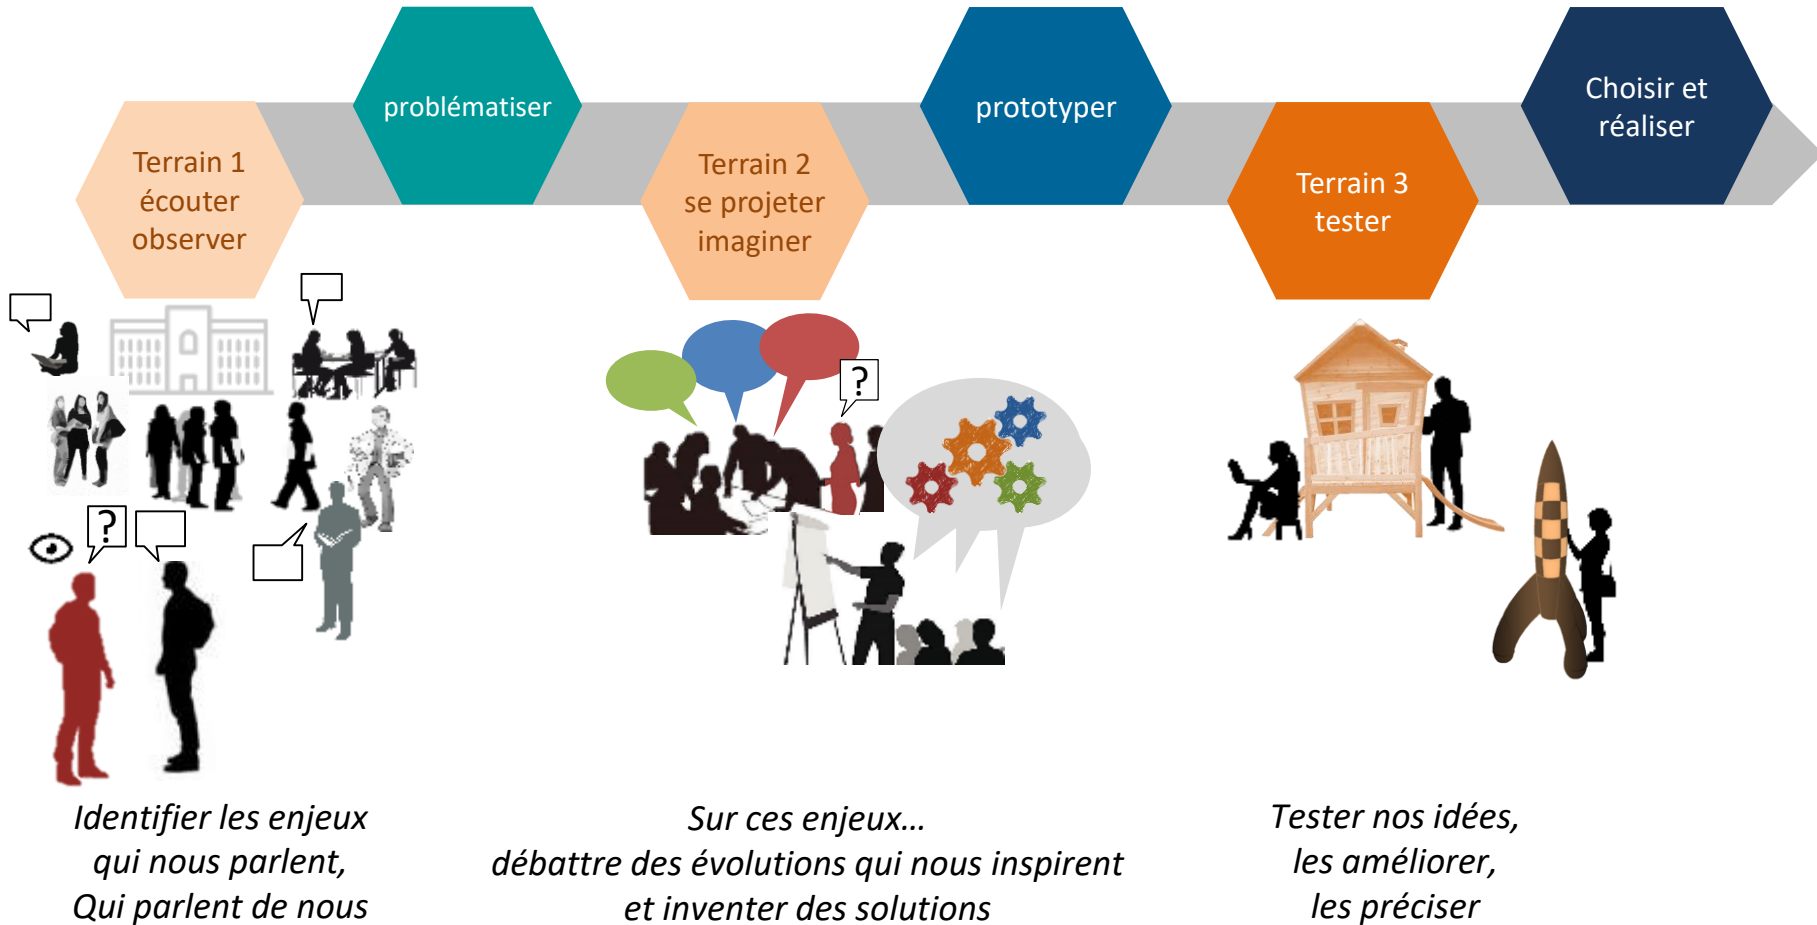 Terrain 1
écouter
observer
problématiser
Terrain 2
se projeter
imaginer
prototyper
Terrain 3
tester
Choisir et
réaliser
?
?
Identifier les enjeux
qui nous parlent,
Qui parlent de nous
Sur ces enjeux…
débattre des évolutions qui nous inspirent
et inventer des solutions
Tester nos idées,
les améliorer,
les préciser